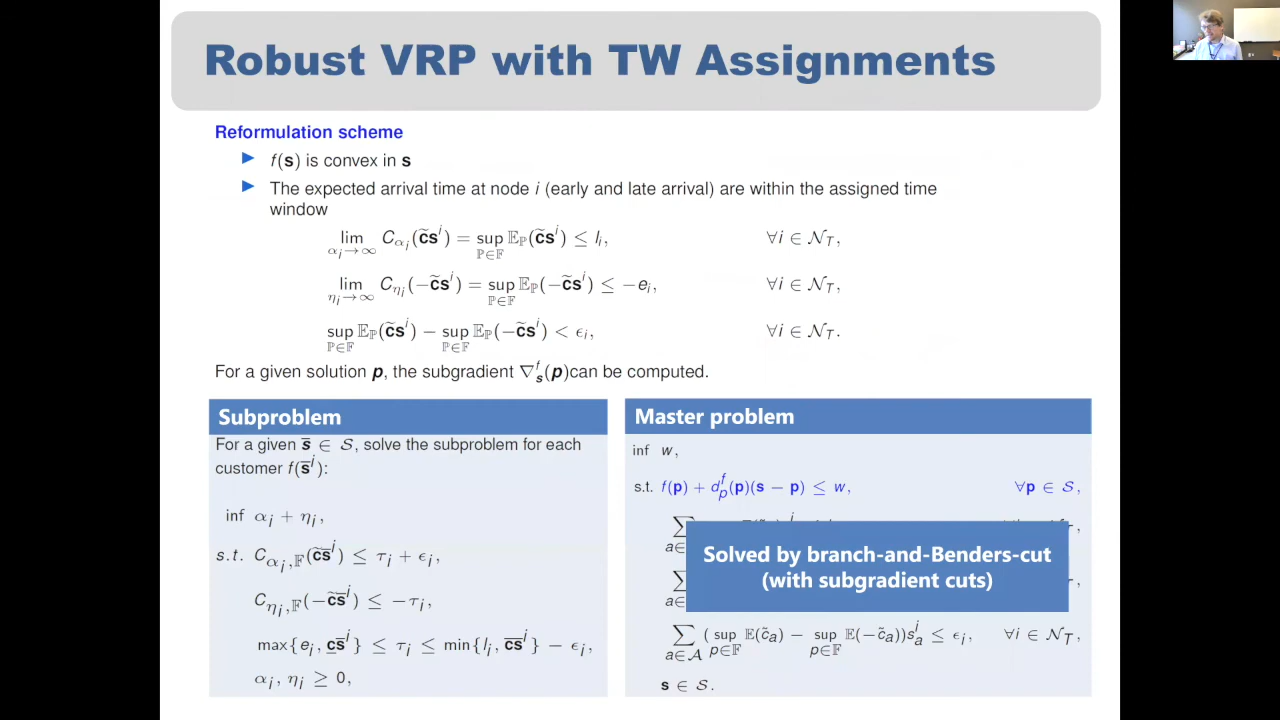 Robust VRP with TW Assignments
Reformulation scheme
▶ f(s) is convex in s
▶ The expected arrival time at node i (early and late arrival) are within the assigned time
window
lim_{α_i→∞} C_{α_i}(c̃s^i) = sup_{ℙ∈𝔽} 𝔼_ℙ(c̃s^i) ≤ l_i, ∀i ∈ 𝒩_T,
lim_{η_i→∞} C_{η_i}(−c̃s^i) = sup_{ℙ∈𝔽} 𝔼_ℙ(−c̃s^i) ≤ −e_i, ∀i ∈ 𝒩_T,
sup_{ℙ∈𝔽} 𝔼_ℙ(c̃s^i) − sup_{ℙ∈𝔽} 𝔼_ℙ(−c̃s^i) < ϵ_i, ∀i ∈ 𝒩_T.
For a given solution p, the subgradient ∇_s^f(p)can be computed.
Subproblem
For a given s̅ ∈ 𝒮, solve the subproblem for each
customer f(s̅^i):
inf α_i + η_i,
s.t. C_{α_i,𝔽}(c̃s̅^i) ≤ τ_i + ϵ_i,
C_{η_i,𝔽}(−c̃s̅^i) ≤ −τ_i,
max{e_i, c̲s̅^i} ≤ τ_i ≤ min{l_i, c̅s̅^i} − ϵ_i,
α_i, η_i ≥ 0,
Master problem
inf w,
s.t. f(p) + d_p^f(p)(s − p) ≤ w, ∀p ∈ 𝒮,
∑ a∈
Solved by branch-and-Benders-cut
(with subgradient cuts)
∑ a∈
∑_{a∈𝒜} (sup_{p∈𝔽} 𝔼(c̃_a) − sup_{p∈𝔽} 𝔼(−c̃_a))s_a^i ≤ ϵ_i, ∀i ∈ 𝒩_T,
s ∈ 𝒮.